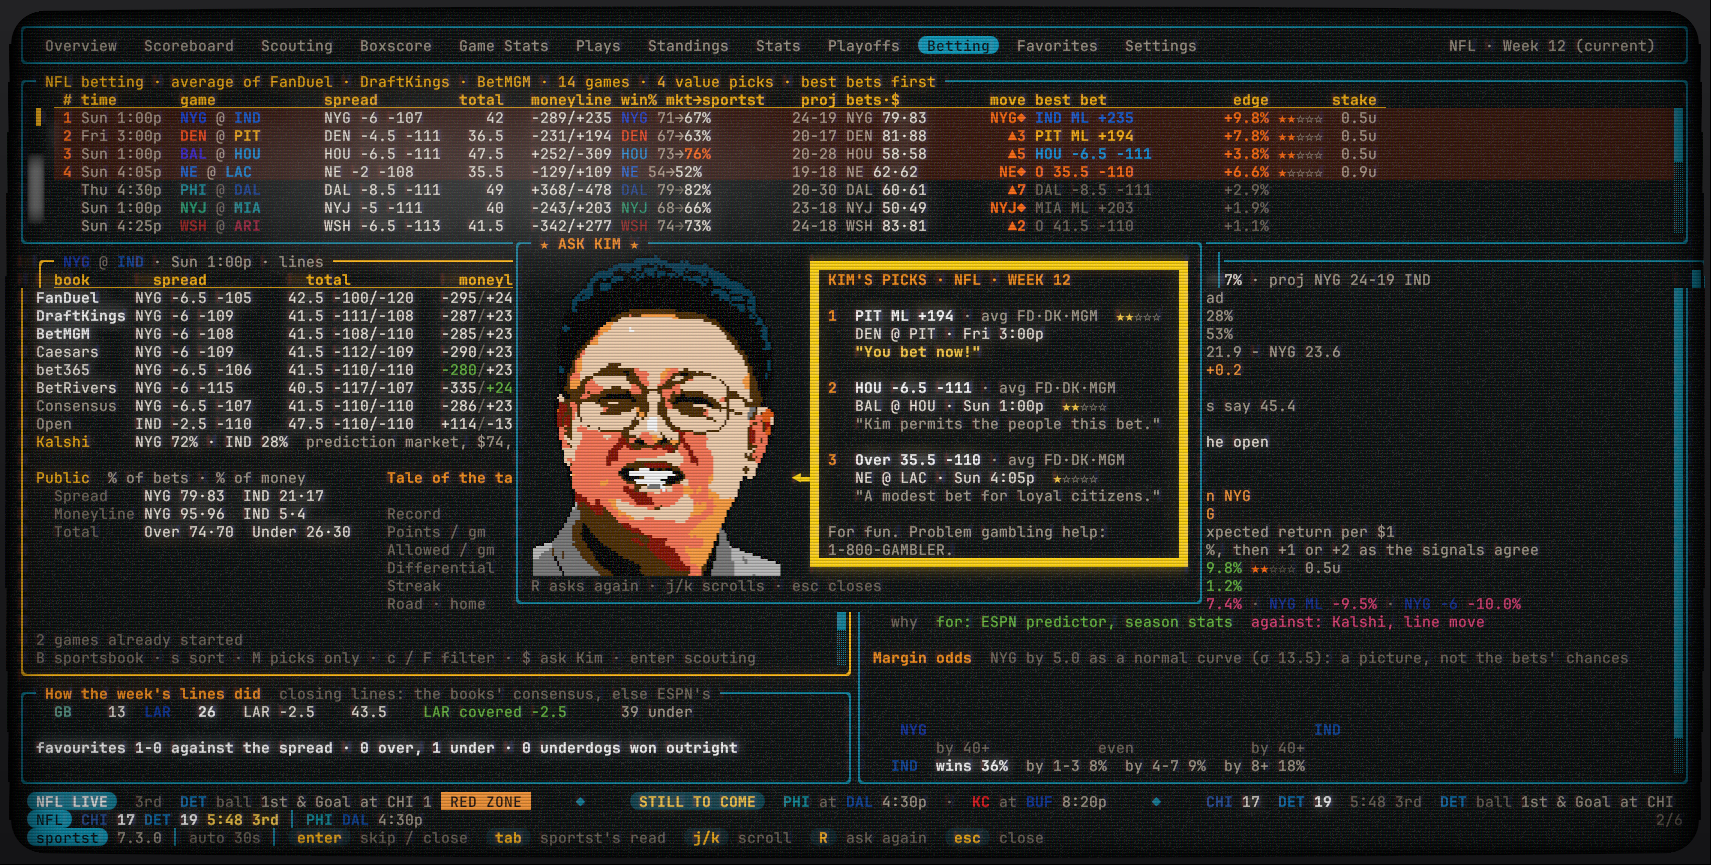 Overview Scoreboard Scouting Boxscore Game Stats Plays Standings Stats Playoffs Betting Favorites Settings NFL · Week 12 (current)
NFL betting · average of FanDuel · DraftKings · BetMGM · 14 games · 4 value picks · best bets first
# time game spread total moneyline win% mkt→sportst proj bets·$ move best bet edge stake
1 Sun 1:00p NYG @ IND NYG -6 -107 42 -289/+235 NYG 71→67% 24-19 NYG 79·83 NYG◆ IND ML +235 +9.8% ★★☆☆☆ 0.5u
2 Fri 3:00p DEN @ PIT DEN -4.5 -111 36.5 -231/+194 DEN 67→63% 20-17 DEN 81·88 ▲3 PIT ML +194 +7.8% ★★☆☆☆ 0.5u
3 Sun 1:00p BAL @ HOU HOU -6.5 -111 47.5 +252/-309 HOU 73→76% 20-28 HOU 58·58 ▲5 HOU -6.5 -111 +3.8% ★★☆☆☆ 0.5u
4 Sun 4:05p NE @ LAC NE -2 -108 35.5 -129/+109 NE 54→52% 19-18 NE 62·62 NE◆ O 35.5 -110 +6.6% ★☆☆☆☆ 0.9u
Thu 4:30p PHI @ DAL DAL -8.5 -111 49 +368/-478 DAL 79→82% 20-30 DAL 60·61 ▲7 DAL -8.5 -111 +2.9%
Sun 1:00p NYJ @ MIA NYJ -5 -111 40 -243/+203 NYJ 68→66% 23-18 NYJ 50·49 NYJ◆ MIA ML +203 +1.9%
Sun 4:25p WSH @ ARI WSH -6.5 -113 41.5 -342/+277 WSH 74→73% 24-18 WSH 83·81 ▲2 O 41.5 -110 +1.1%
★ ASK KIM ★
NYG @ IND · Sun 1:00p · lines
book spread total moneyl
FanDuel NYG -6.5 -105 42.5 -100/-120 -295/+24
DraftKings NYG -6 -109 41.5 -111/-108 -287/+23
BetMGM NYG -6 -108 41.5 -110/-108 -285/+23
Caesars NYG -6 -109 41.5 -112/-109 -290/+23
bet365 NYG -6.5 -106 41.5 -110/-110 -280/+23
BetRivers NYG -6 -115 40.5 -117/-107 -335/+24
Consensus NYG -6.5 -107 41.5 -110/-110 -286/+23
Open IND -2.5 -110 47.5 -110/-110 +114/-13
Kalshi NYG 72% · IND 28% prediction market, $74,
Public % of bets · % of money
Spread NYG 79·83 IND 21·17
Moneyline NYG 95·96 IND 5·4
Total Over 74·70 Under 26·30
Tale of the ta
Record
Points / gm
Allowed / gm
Differential
Streak
Road · home
2 games already started
B sportsbook · s sort · M picks only · c / F filter · $ ask Kim · enter scouting
KIM'S PICKS · NFL · WEEK 12
1 PIT ML +194 · avg FD·DK·MGM ★★☆☆☆
DEN @ PIT · Fri 3:00p
"You bet now!"
2 HOU -6.5 -111 · avg FD·DK·MGM
BAL @ HOU · Sun 1:00p ★★☆☆☆
"Kim permits the people this bet."
3 Over 35.5 -110 · avg FD·DK·MGM
NE @ LAC · Sun 4:05p ★☆☆☆☆
"A modest bet for loyal citizens."
For fun. Problem gambling help:
1-800-GAMBLER.
R asks again · j/k scrolls · esc closes
7% · proj NYG 24-19 IND
ad
28%
53%
21.9 - NYG 23.6
+0.2
s say 45.4
he open
n NYG
G
xpected return per $1
%, then +1 or +2 as the signals agree
9.8% ★★☆☆☆ 0.5u
1.2%
7.4% · NYG ML -9.5% · NYG -6 -10.0%
why for: ESPN predictor, season stats against: Kalshi, line move
Margin odds NYG by 5.0 as a normal curve (σ 13.5): a picture, not the bets' chances
NYG IND
by 40+ even by 40+
IND wins 36% by 1-3 8% by 4-7 9% by 8+ 18%
How the week's lines did closing lines: the books' consensus, else ESPN's
GB 13 LAR 26 LAR -2.5 43.5 LAR covered -2.5 39 under
favourites 1-0 against the spread · 0 over, 1 under · 0 underdogs won outright
NFL LIVE 3rd DET ball 1st & Goal at CHI 1 RED ZONE ◆ STILL TO COME PHI at DAL 4:30p · KC at BUF 8:20p ◆ CHI 17 DET 19 5:48 3rd DET ball 1st & Goal at CHI
NFL CHI 17 DET 19 5:48 3rd | PHI DAL 4:30p 2/6
sportst 7.3.0 | auto 30s | enter skip / close tab sportst's read j/k scroll R ask again esc close